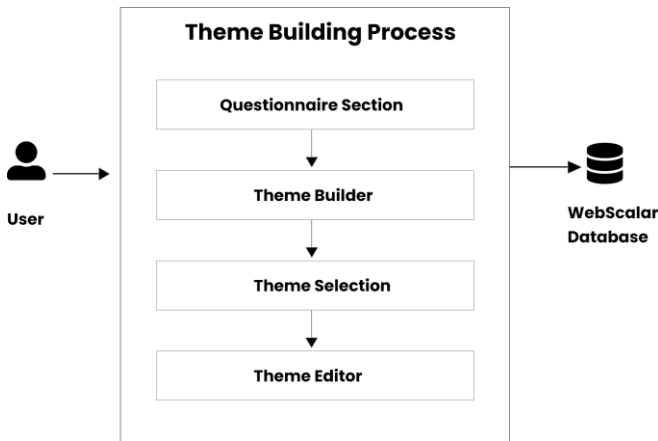 Theme Building Process
Questionnaire Section
Theme Builder
Theme Selection
Theme Editor
User
WebScalar
Database